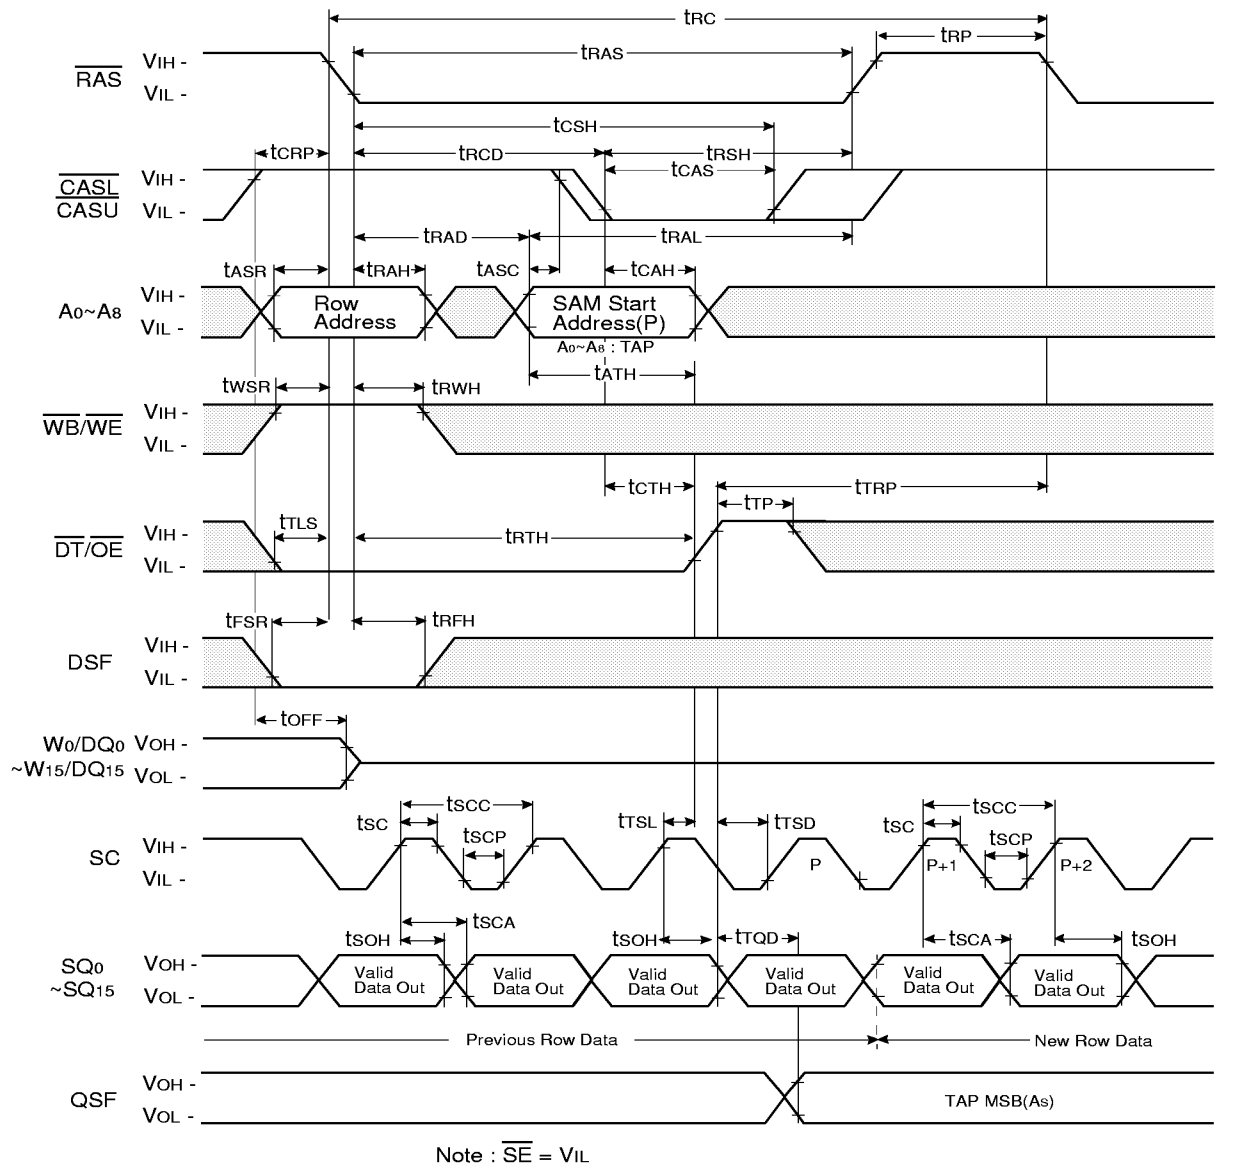 tRC
tRP
tRAS
RAS VIH -
VIL -
tCSH
tCRP tRCD tRSH
tCAS
CASL VIH -
CASU VIL -
tRAD tRAL
tASR tRAH tASC tCAH
A0~A8 VIH -
VIL -
Row
Address
SAM Start
Address(P)
A0~A8 : TAP
tATH
tWSR tRWH
WB/WE VIH -
VIL -
tCTH tTRP
tTP
tTLS tRTH
DT/OE VIH -
VIL -
tFSR tRFH
DSF VIH -
VIL -
tOFF
W0/DQ0 VOH -
~W15/DQ15 VOL -
tSCC tSCC
tSC tSCP tTSL tTSD tSC tSCP
SC VIH -
VIL -
P P+1 P+2
tSCA
tSOH tSOH tTQD tSCA tSOH
SQ0 VOH -
~SQ15 VOL -
Valid
Data Out
Valid
Data Out
Valid
Data Out
Valid
Data Out
Valid
Data Out
Valid
Data Out
Previous Row Data New Row Data
QSF VOH -
VOL -
TAP MSB(As)
Note : SE = VIL